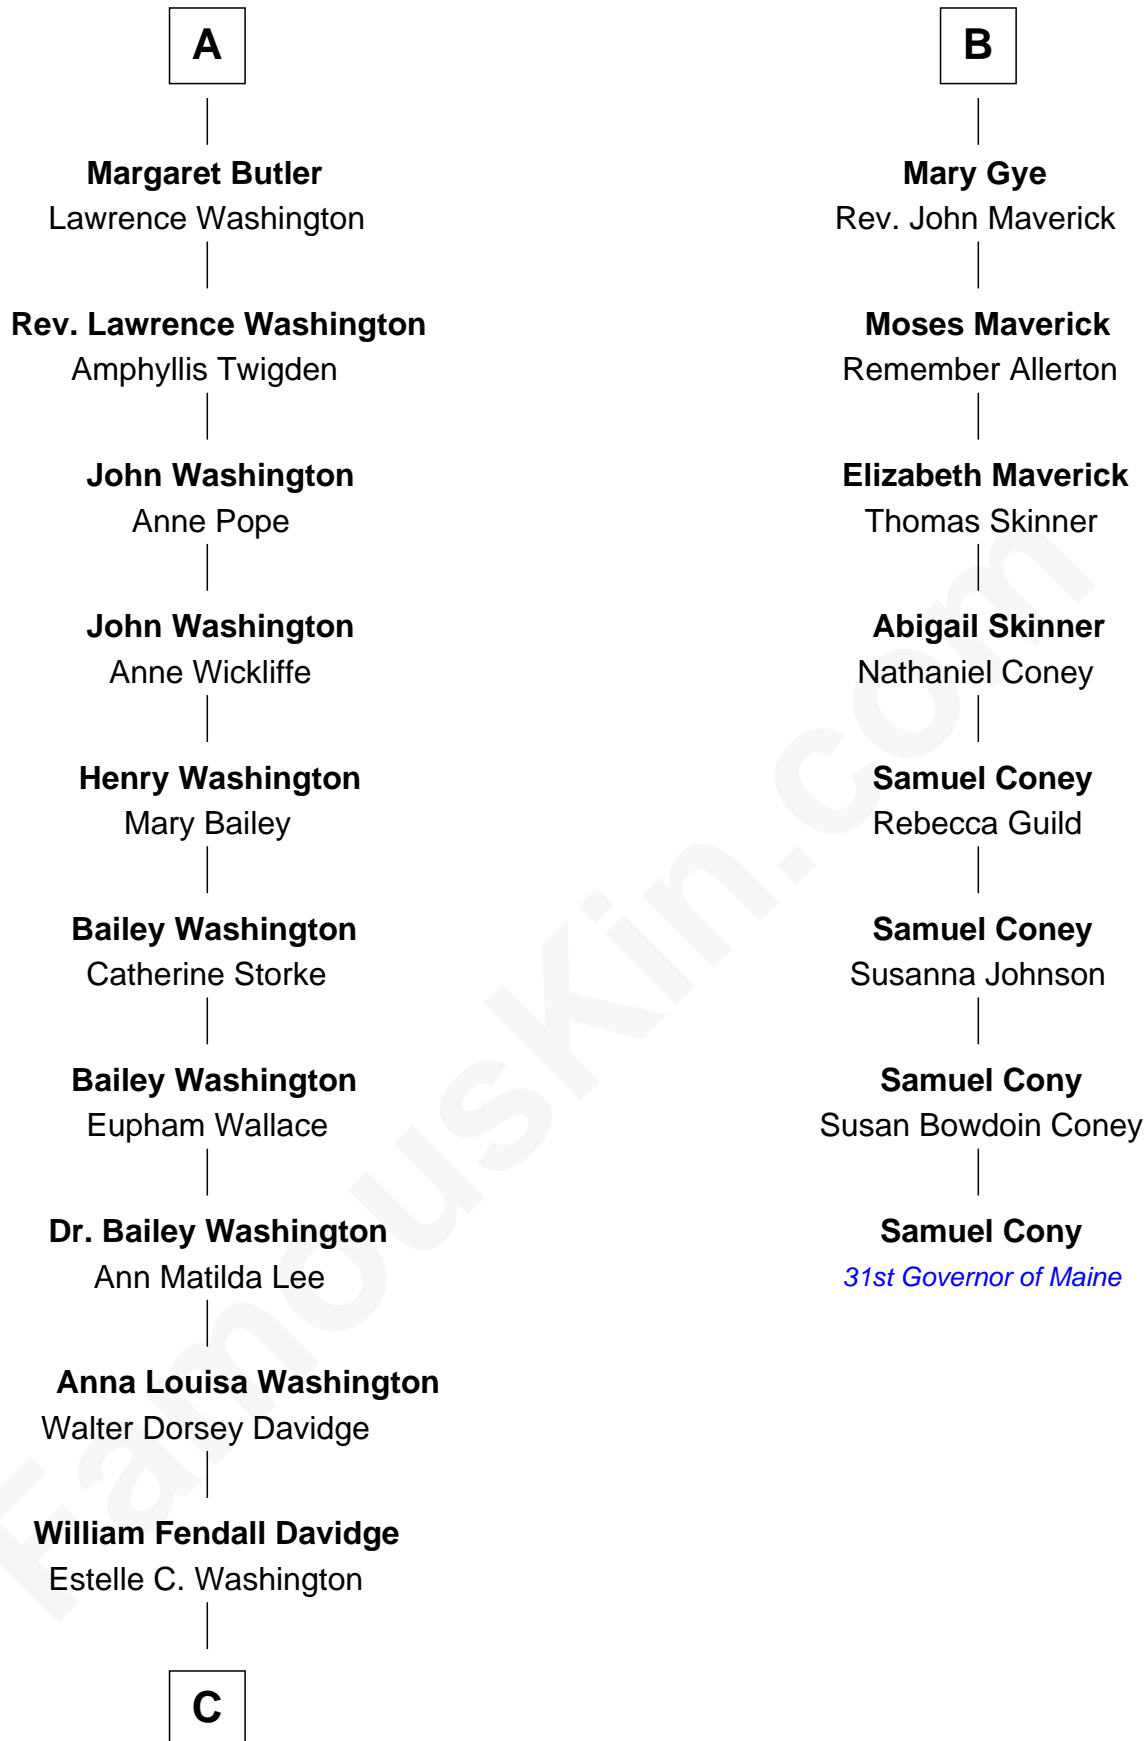 A
Margaret Butler
Lawrence Washington
Rev. Lawrence Washington
Amphyllis Twigden
John Washington
Anne Pope
John Washington
Anne Wickliffe
Henry Washington
Mary Bailey
Bailey Washington
Catherine Storke
Bailey Washington
Eupham Wallace
Dr. Bailey Washington
Ann Matilda Lee
Anna Louisa Washington
Walter Dorsey Davidge
William Fendall Davidge
Estelle C. Washington
C
B
Mary Gye
Rev. John Maverick
Moses Maverick
Remember Allerton
Elizabeth Maverick
Thomas Skinner
Abigail Skinner
Nathaniel Coney
Samuel Coney
Rebecca Guild
Samuel Coney
Susanna Johnson
Samuel Cony
Susan Bowdoin Coney
Samuel Cony
31st Governor of Maine
FamousKin.com